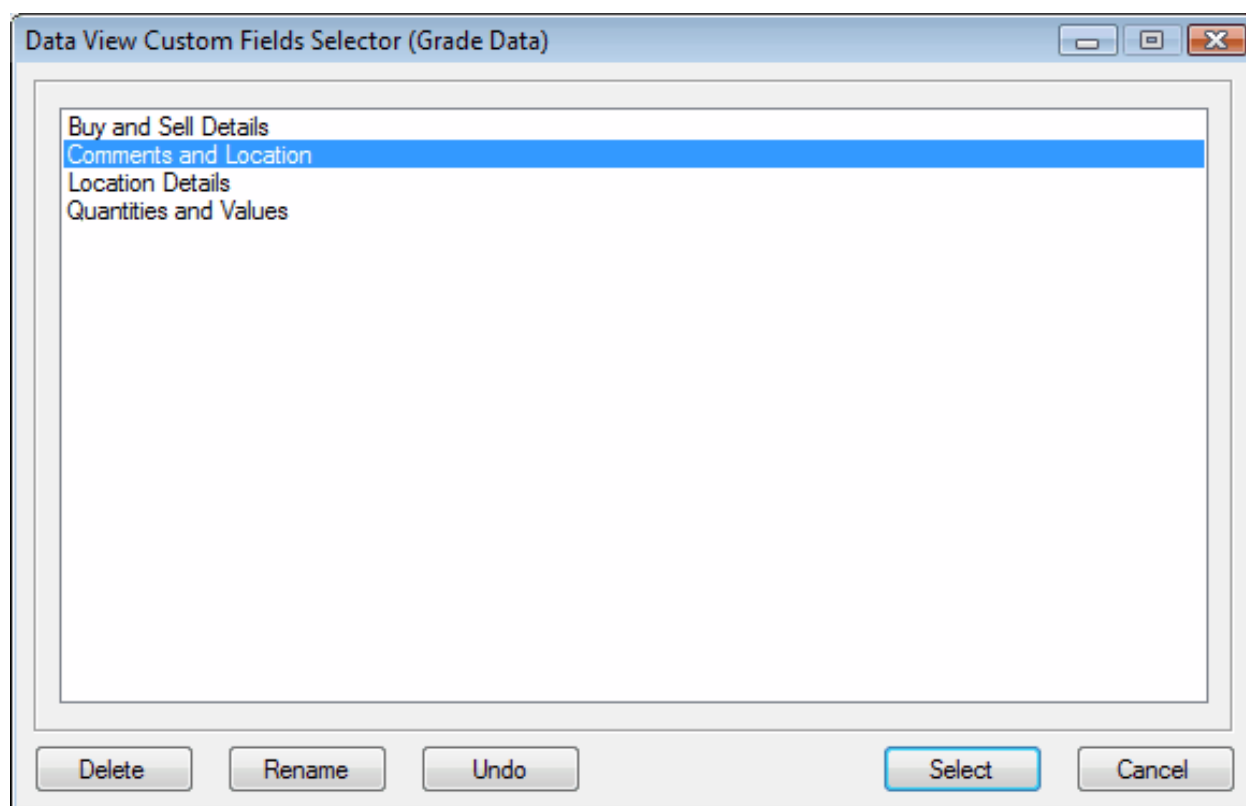 Data View Custom Fields Selector (Grade Data)
Buy and Sell Details
Comments and Location
Location Details
Quantities and Values
Delete Rename Undo Select Cancel